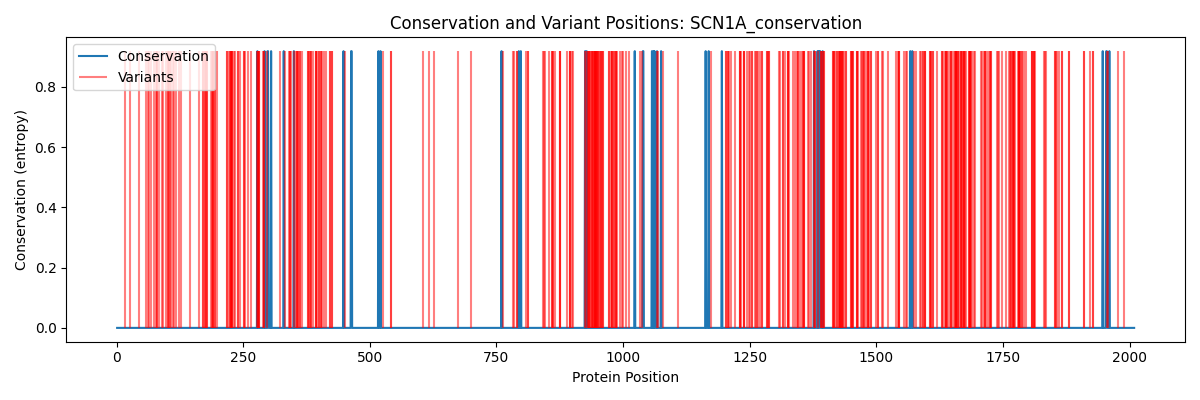 Conservation and Variant Positions: SCN1A_conservation
Conservation
Variants
Conservation (entropy)
0.8
0.6
0.4
0.2
0.0
0 250 500 750 1000 1250 1500 1750 2000
Protein Position